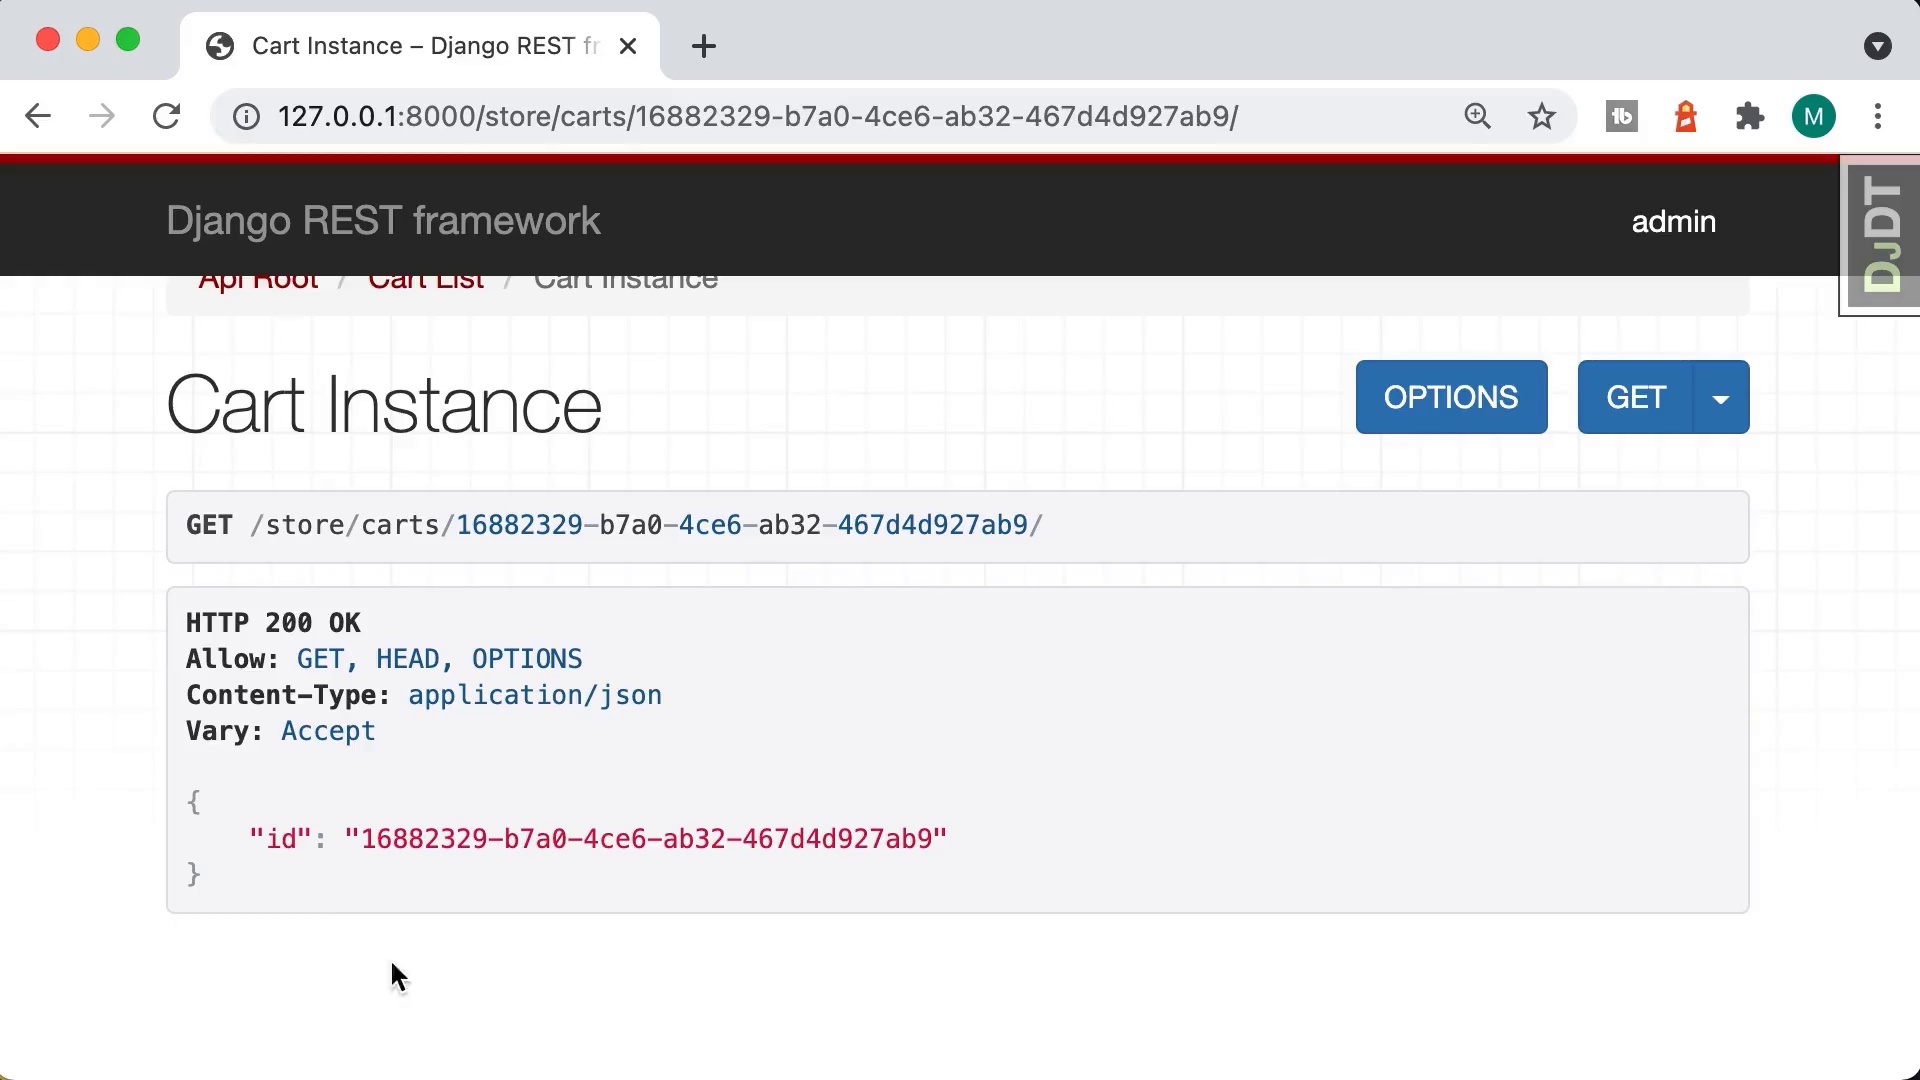 Cart Instance – Django REST fr
127.0.0.1:8000/store/carts/16882329-b7a0-4ce6-ab32-467d4d927ab9/
tb
M
Django REST framework
admin
DjDT
Api Root / Cart List / Cart Instance
Cart Instance
OPTIONS
GET
GET /store/carts/16882329-b7a0-4ce6-ab32-467d4d927ab9/
HTTP 200 OK
Allow: GET, HEAD, OPTIONS
Content-Type: application/json
Vary: Accept
{
"id": "16882329-b7a0-4ce6-ab32-467d4d927ab9"
}